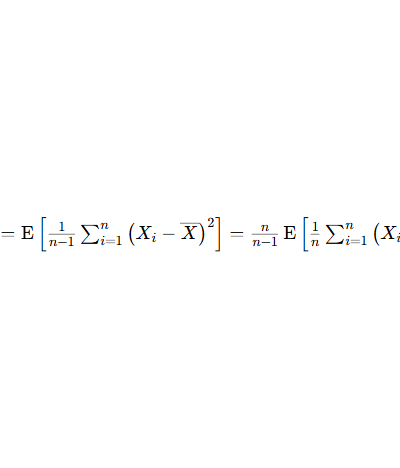 = E [ 1/(n−1) ∑_{i=1}^{n} (X_i − X̅)^2 ] = n/(n−1) E [ 1/n ∑_{i=1}^{n} (X_i